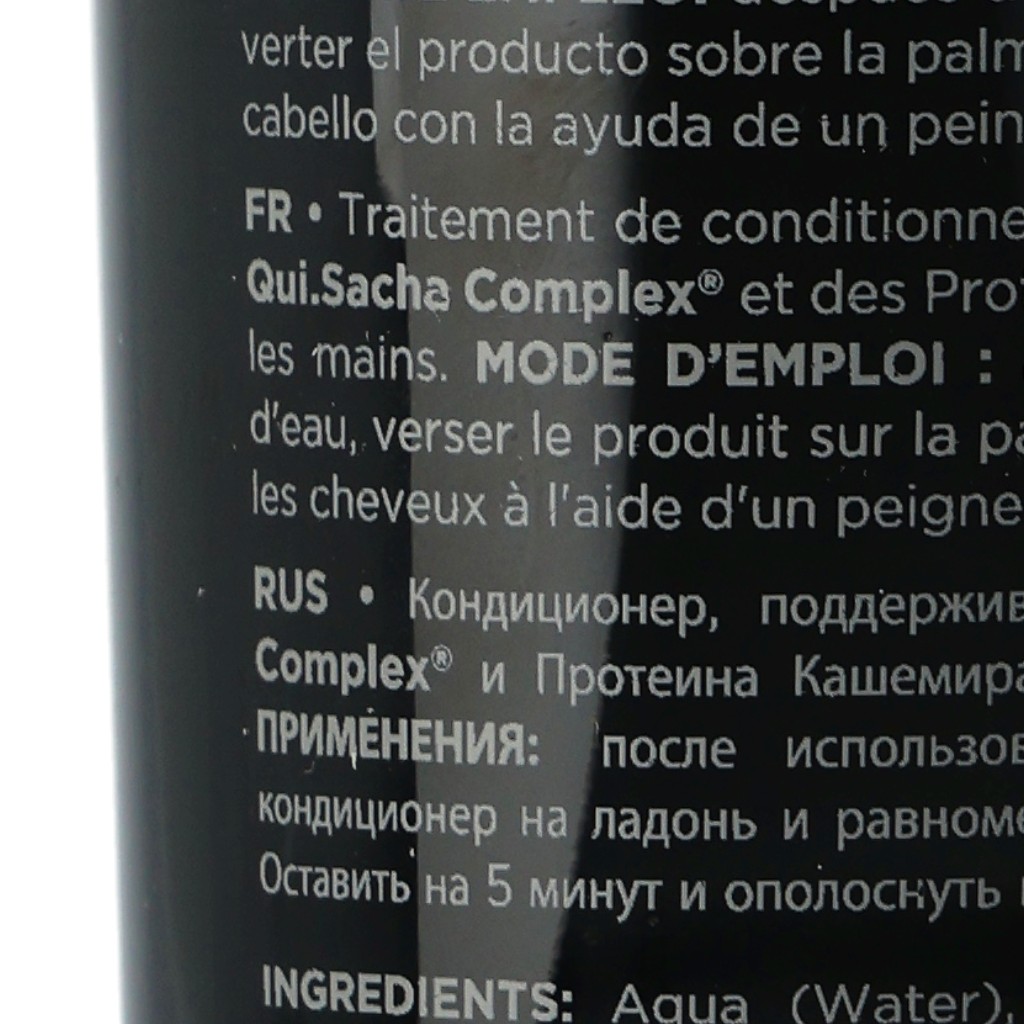 verter el producto sobre la palm
cabello con la ayuda de un pein
FR • Traitement de conditionne
Qui.Sacha Complex® et des Pro
les mains. MODE D'EMPLOI :
d'eau, verser le produit sur la pa
les cheveux à l'aide d'un peigne
RUS • Кондиционер, поддержив
Complex® и Протеина Кашемира
ПРИМЕНЕНИЯ: после использов
кондиционер на ладонь и равноме
Оставить на 5 минут и ополоснуть
INGREDIENTS: Aqua (Water),